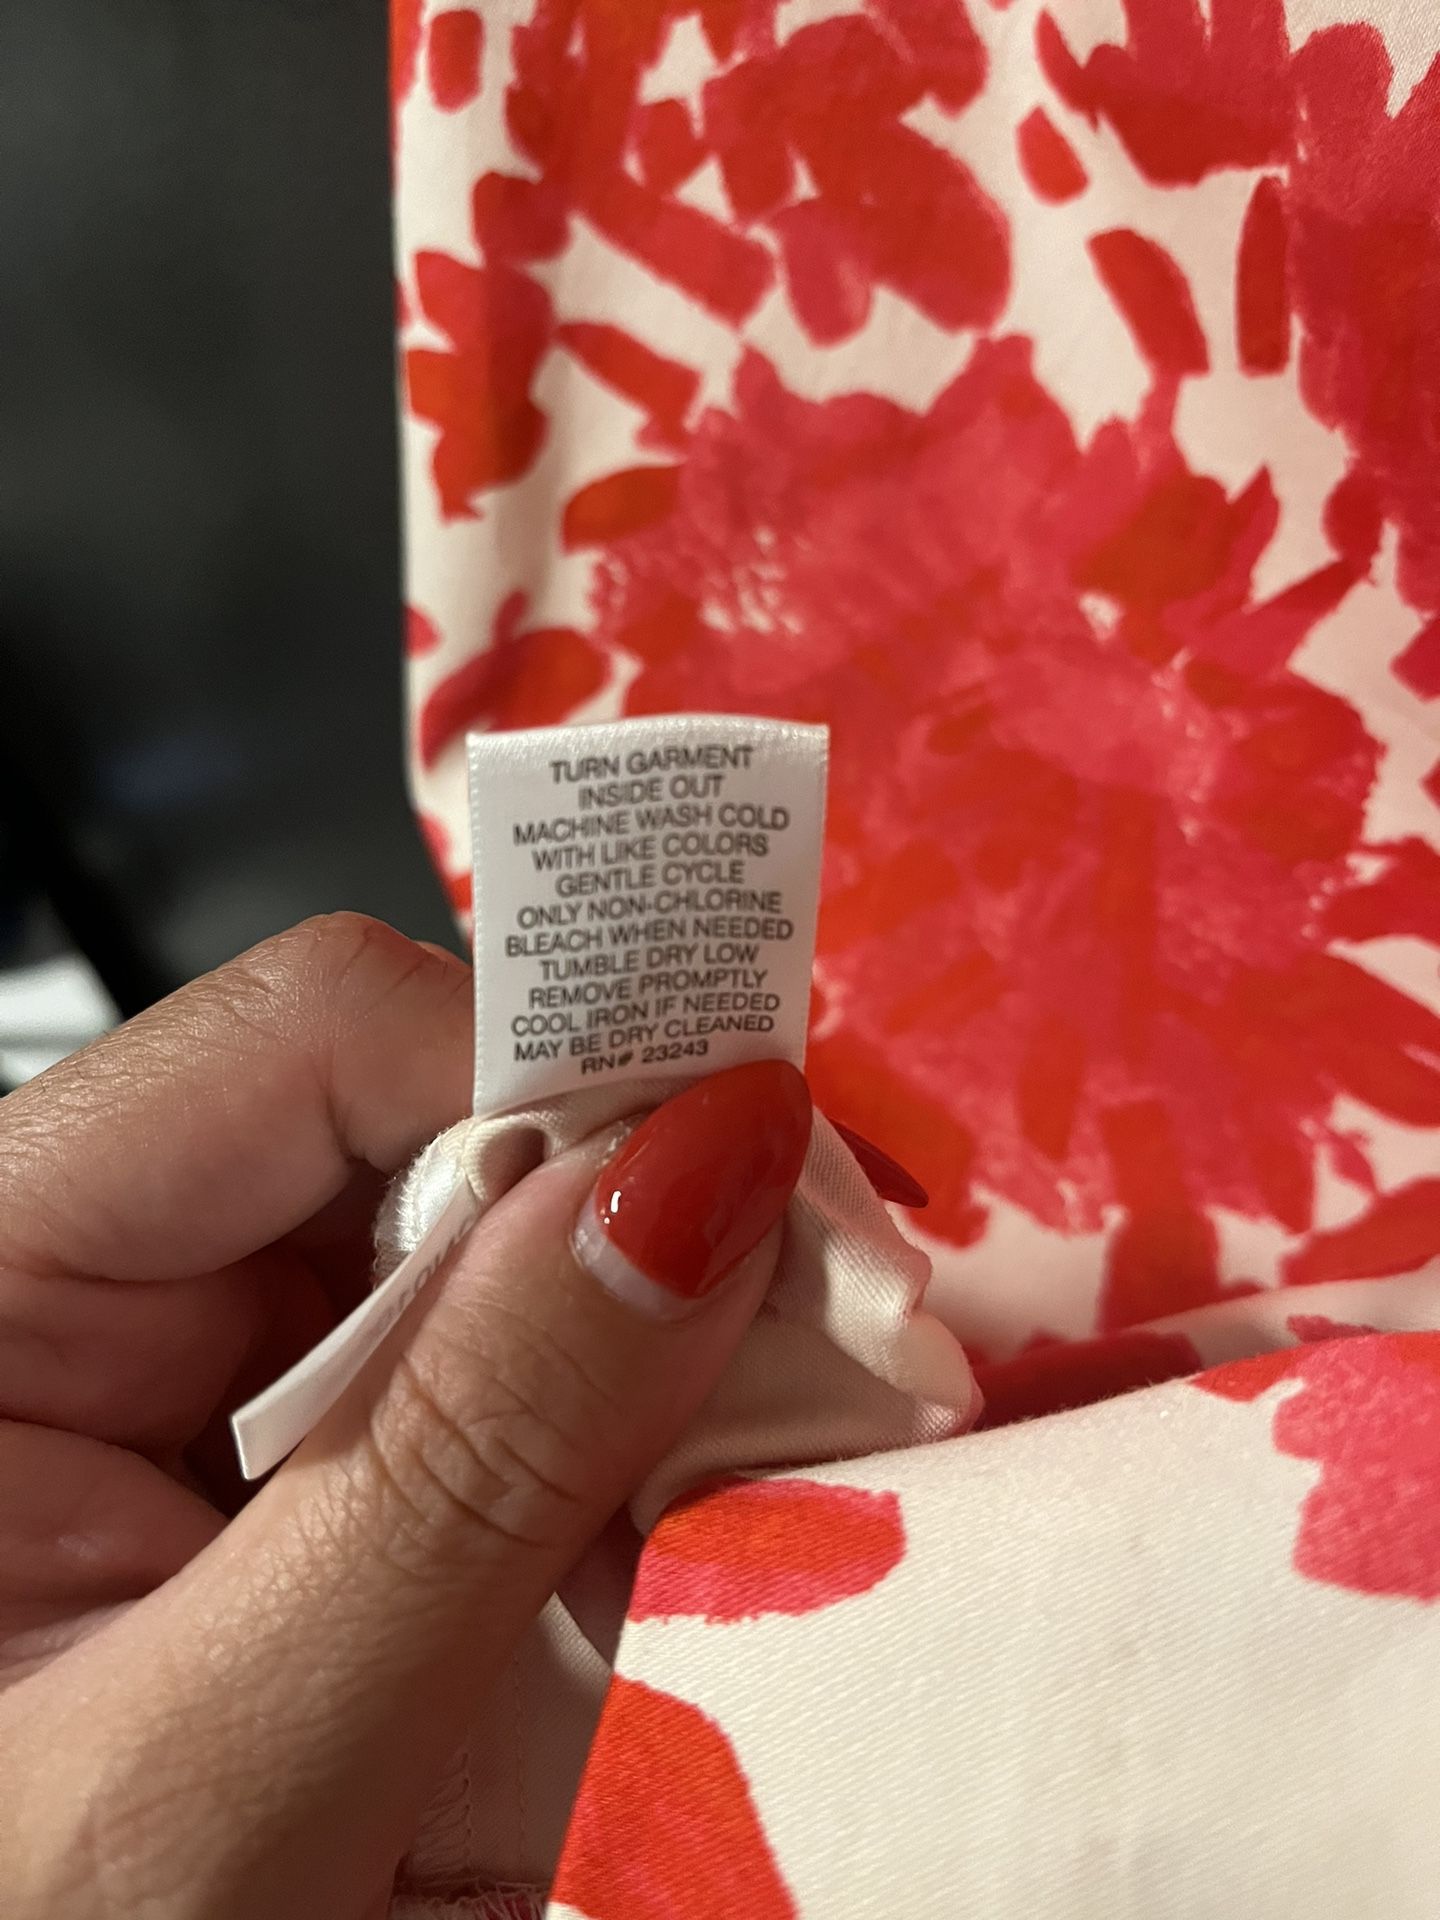 TURN GARMENT
INSIDE OUT
MACHINE WASH COLD
WITH LIKE COLORS
GENTLE CYCLE
ONLY NON-CHLORINE
BLEACH WHEN NEEDED
TUMBLE DRY LOW
REMOVE PROMPTLY
COOL IRON IF NEEDED
MAY BE DRY CLEANED
RN# 23243